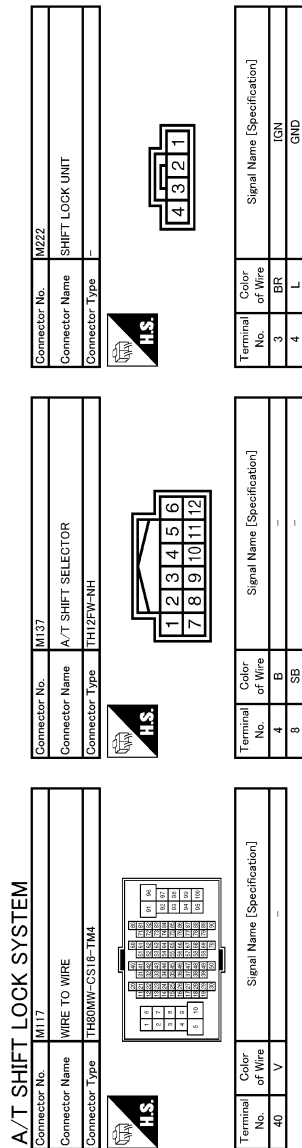 A/T SHIFT LOCK SYSTEM
Connector No. M117
Connector Name WIRE TO WIRE
Connector Type TH80MW-CS16-TM4
H.S.
Terminal No. Color of Wire Signal Name [Specification]
40 V -
Connector No. M137
Connector Name A/T SHIFT SELECTOR
Connector Type TH12FW-NH
H.S.
1 2 3 4 5 6
7 8 9 10 11 12
Terminal No. Color of Wire Signal Name [Specification]
4 B -
8 SB -
Connector No. M222
Connector Name SHIFT LOCK UNIT
Connector Type -
H.S.
4 3 2 1
Terminal No. Color of Wire Signal Name [Specification]
3 BR IGN
4 L GND